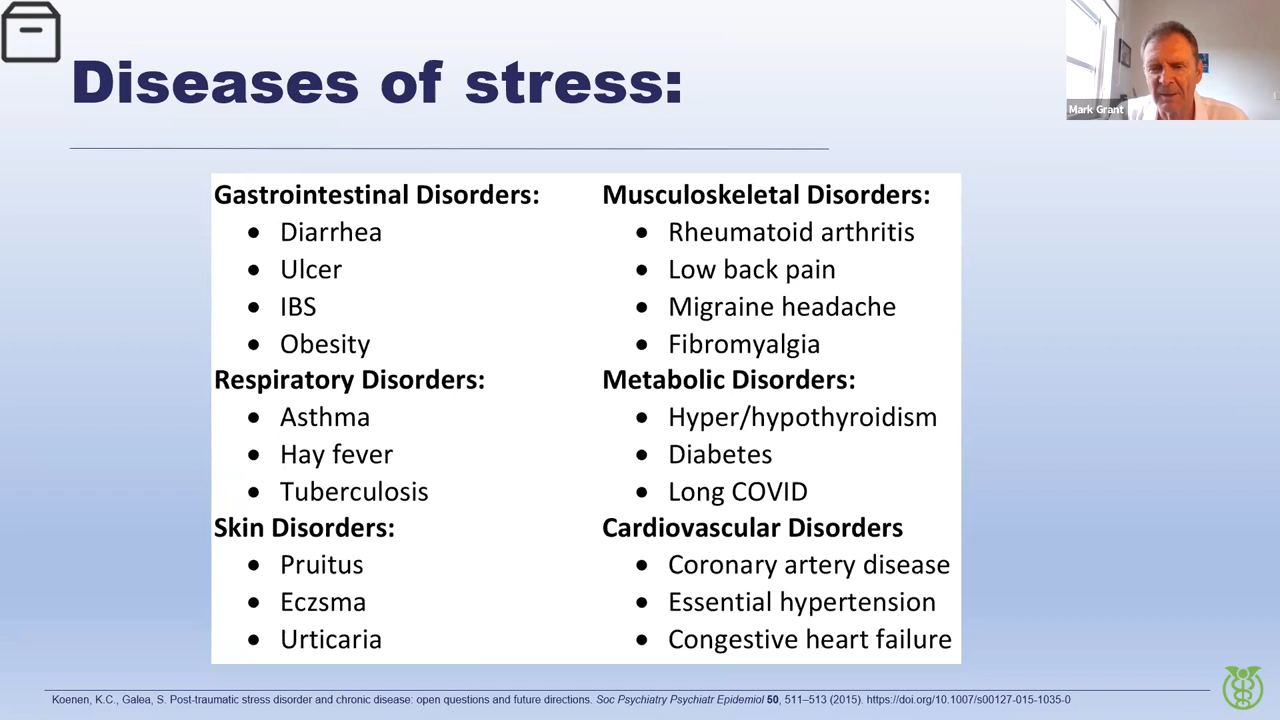 Diseases of stress:
Mark Grant
Gastrointestinal Disorders:
• Diarrhea
• Ulcer
• IBS
• Obesity
Respiratory Disorders:
• Asthma
• Hay fever
• Tuberculosis
Skin Disorders:
• Pruitus
• Eczsma
• Urticaria
Musculoskeletal Disorders:
• Rheumatoid arthritis
• Low back pain
• Migraine headache
• Fibromyalgia
Metabolic Disorders:
• Hyper/hypothyroidism
• Diabetes
• Long COVID
Cardiovascular Disorders
• Coronary artery disease
• Essential hypertension
• Congestive heart failure
Koenen, K.C., Galea, S. Post-traumatic stress disorder and chronic disease: open questions and future directions. Soc Psychiatry Psychiatr Epidemiol 50, 511–513 (2015). https://doi.org/10.1007/s00127-015-1035-0